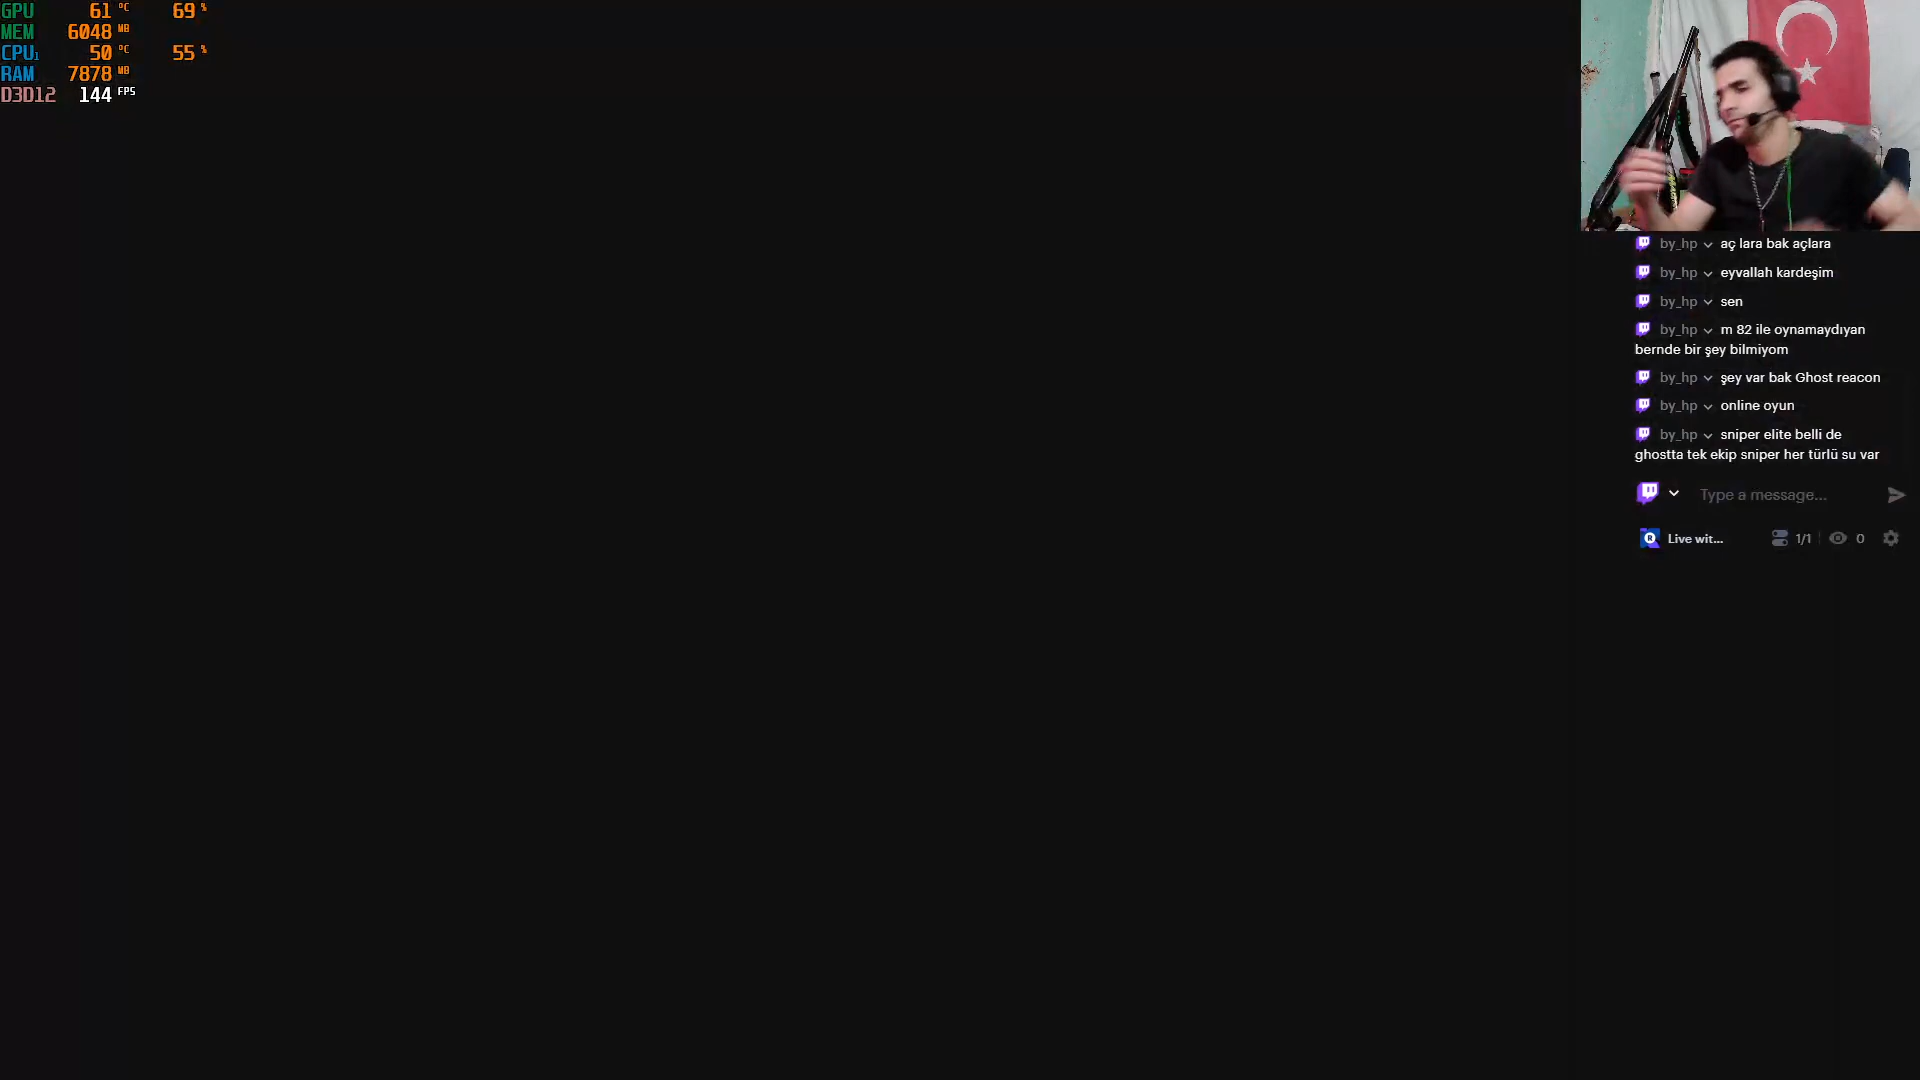 GPU 61 °C 69 %
MEM 6048 MB
CPU1 50 °C 55 %
RAM 7878 MB
D3D12 144 FPS
by_hp aç lara bak açlara
by_hp eyvallah kardeşim
by_hp sen
by_hp m 82 ile oynamaydıyan
bernde bir şey bilmiyom
by_hp şey var bak Ghost reacon
by_hp online oyun
by_hp sniper elite belli de
ghostta tek ekip sniper her türlü su var
Type a message...
Live wit... 1/1 0